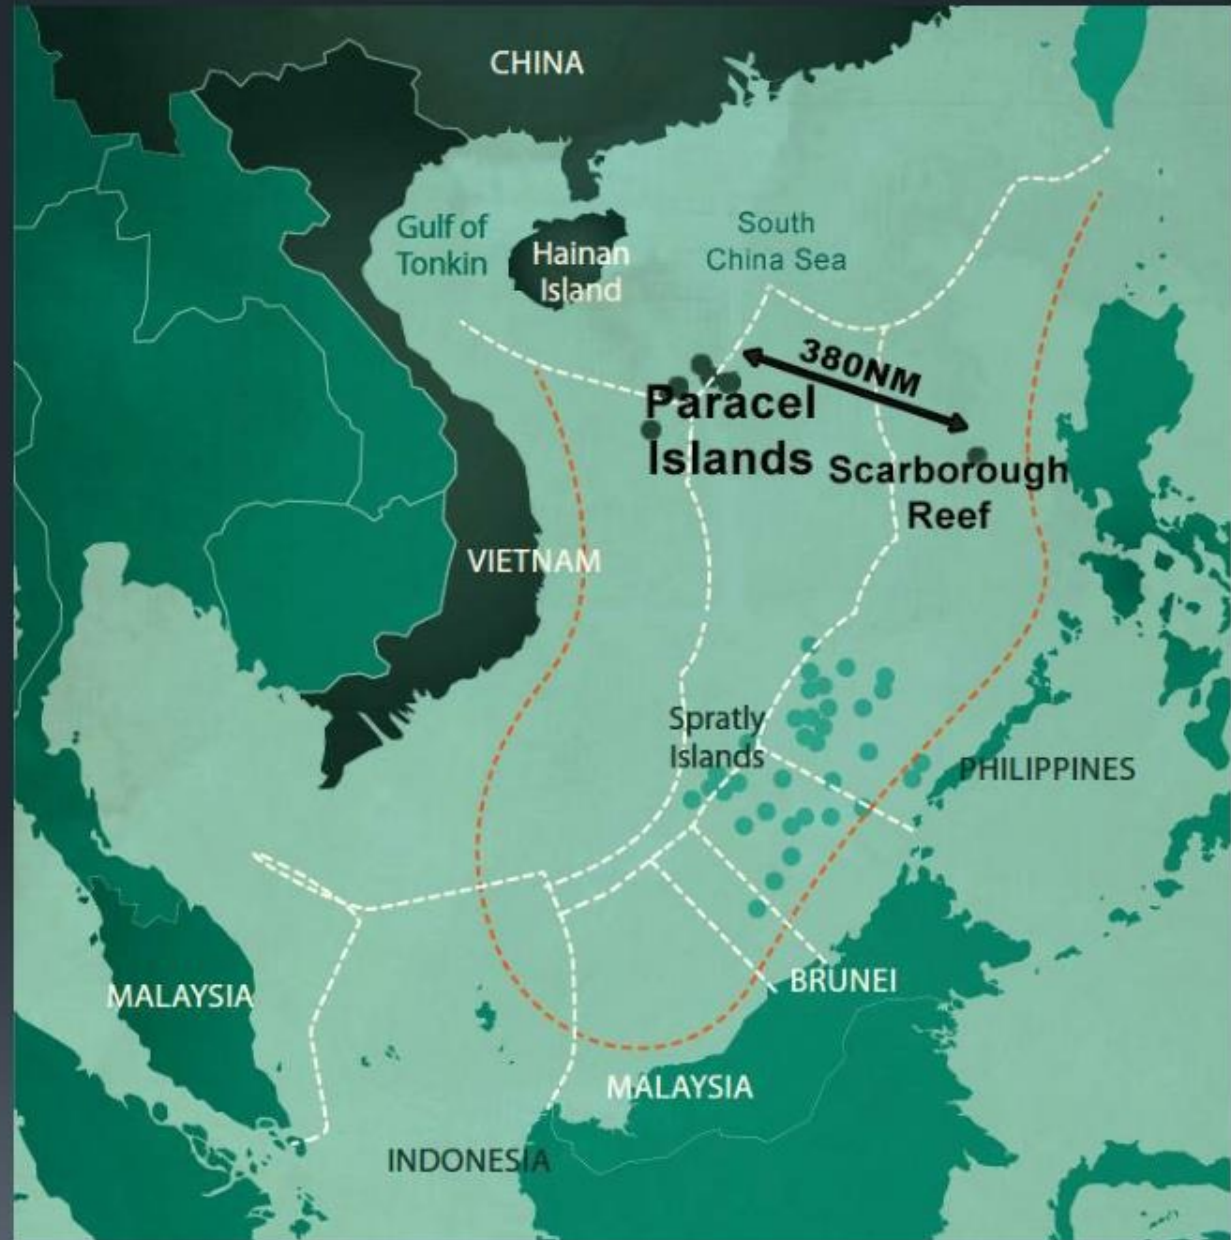 CHINA
Gulf of
Tonkin
Hainan
Island
South
China Sea
380NM
Paracel
Islands
Scarborough
Reef
VIETNAM
Spratly
Islands
PHILIPPINES
BRUNEI
MALAYSIA
MALAYSIA
INDONESIA